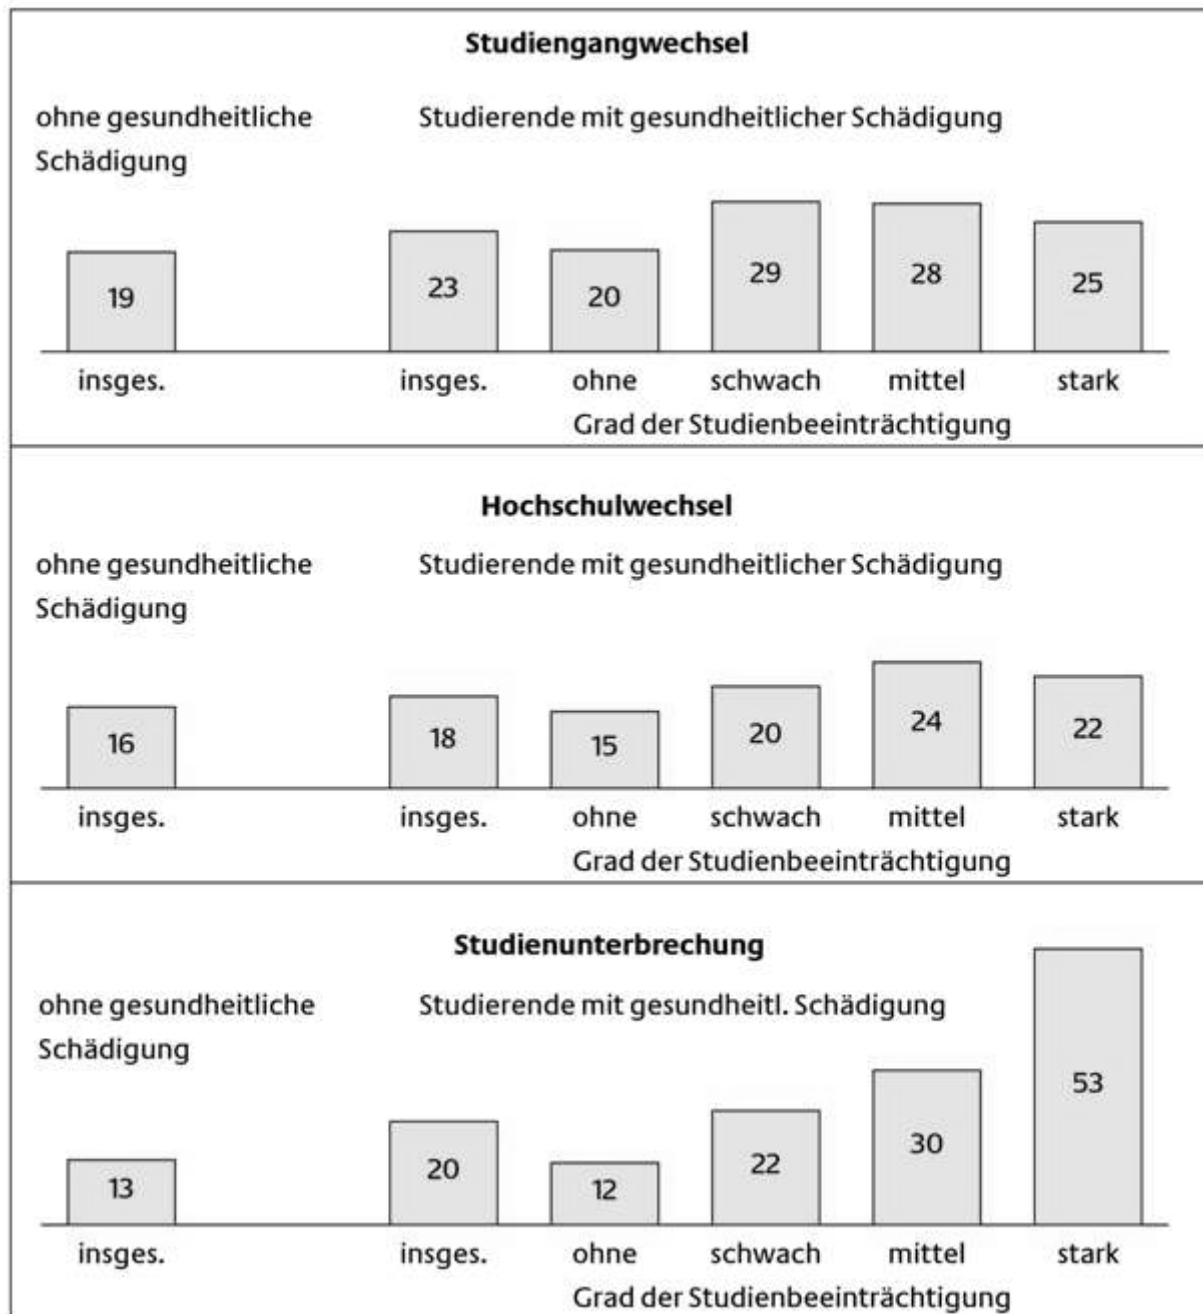 Studiengangwechsel
ohne gesundheitliche Studierende mit gesundheitlicher Schädigung
Schädigung
19 23 20 29 28 25
insges. insges. ohne schwach mittel stark
Grad der Studienbeeinträchtigung
Hochschulwechsel
ohne gesundheitliche Studierende mit gesundheitlicher Schädigung
Schädigung
16 18 15 20 24 22
insges. insges. ohne schwach mittel stark
Grad der Studienbeeinträchtigung
Studienunterbrechung
ohne gesundheitliche Studierende mit gesundheitl. Schädigung
Schädigung
13 20 12 22 30 53
insges. insges. ohne schwach mittel stark
Grad der Studienbeeinträchtigung